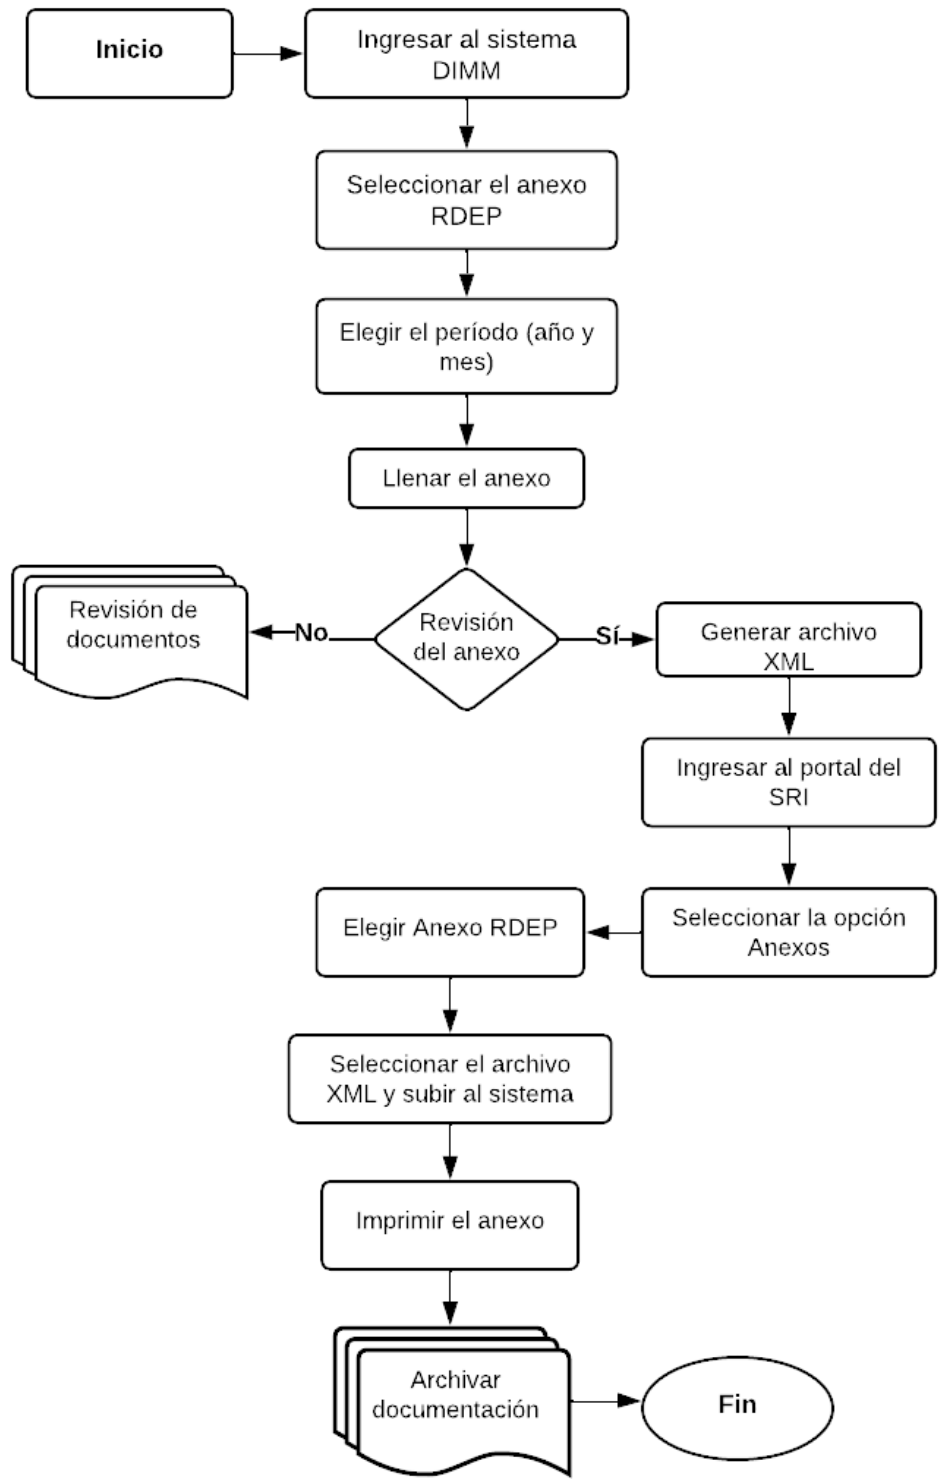 Inicio
Ingresar al sistema
DIMM
Seleccionar el anexo
RDEP
Elegir el período (año y
mes)
Llenar el anexo
Revisión
del anexo
No
Revisión de
documentos
Sí
Generar archivo
XML
Ingresar al portal del
SRI
Seleccionar la opción
Anexos
Elegir Anexo RDEP
Seleccionar el archivo
XML y subir al sistema
Imprimir el anexo
Archivar
documentación
Fin